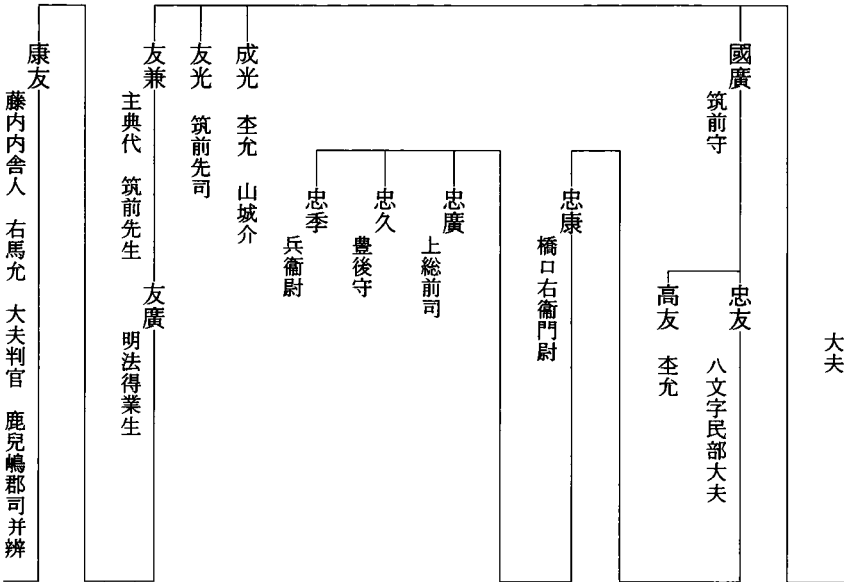 大夫
國廣
筑前守
忠友
八文字民部大夫
高友　杢允
忠康
橋口右衞門尉
忠廣
上総前司
忠久
豊後守
忠季
兵衞尉
成光　杢允　山城介
友光　筑前先司
友兼
主典代　筑前先生
友廣
明法得業生
康友
藤内内舎人　右馬允　大夫判官　鹿兒嶋郡司并辨